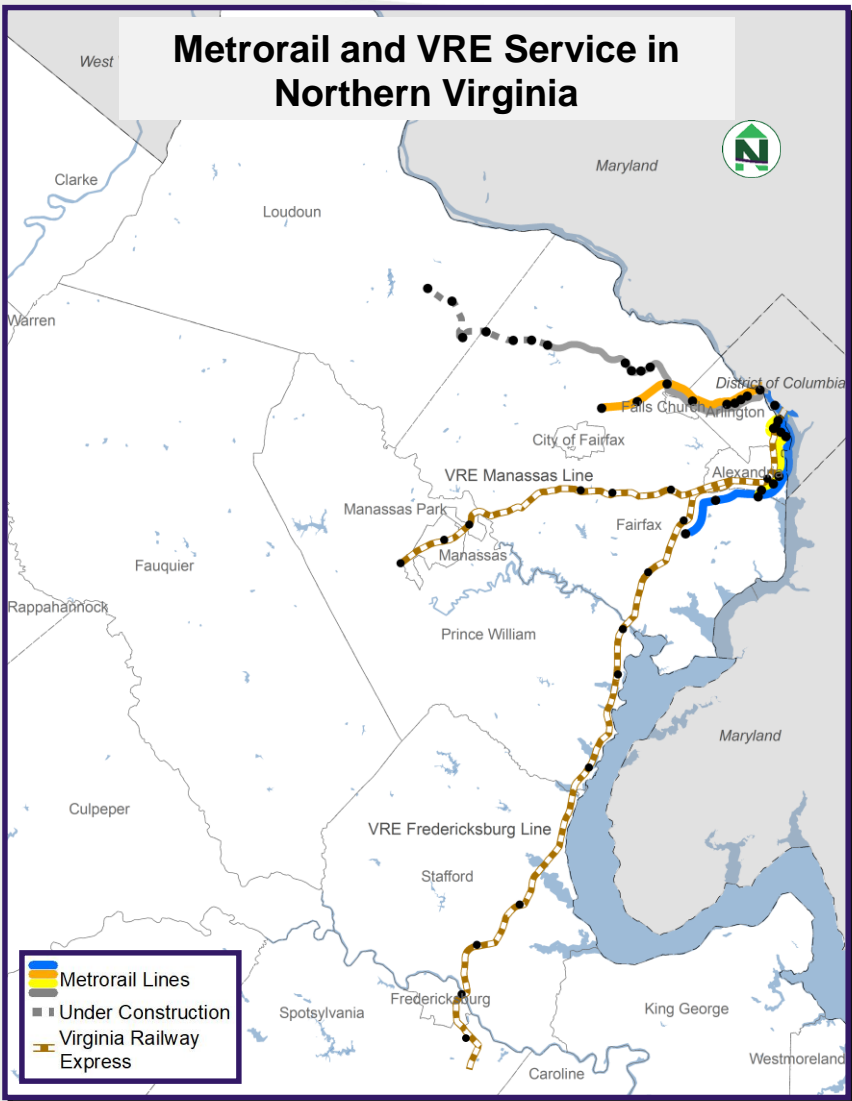 Metrorail and VRE Service in
Northern Virginia
West
N
Maryland
Clarke
Loundoun
Warren
District of Columbia
Falls Church
Arlington
City of Fairfax
VRE Manassas Line
Alexandria
Manassas Park
Fairfax
Manassas
Fauquier
Rappahannock
Prince William
Maryland
Culpeper
VRE Fredericksburg Line
Stafford
Metrorail Lines
Under Construction
Virginia Railway
Express
Fredericksburg
Spotsylvania
King George
Westmoreland
Caroline